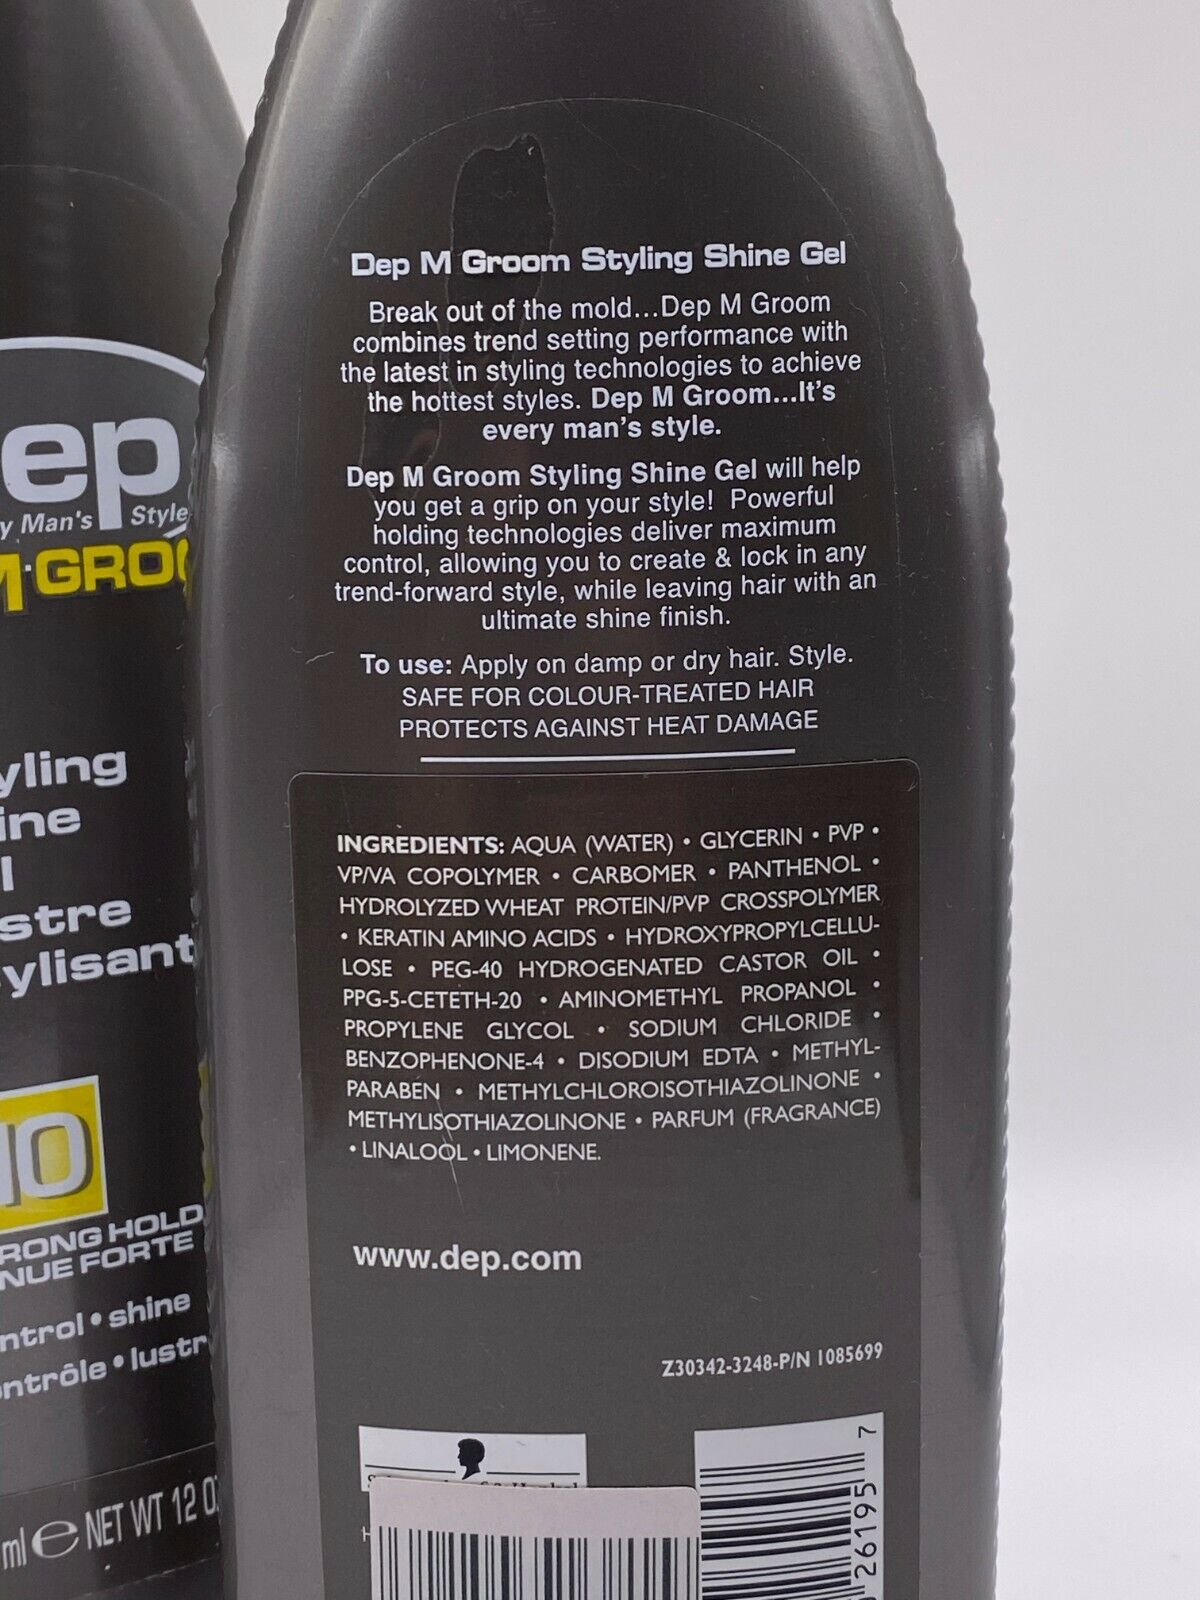 ep
y Man's Style
M·GRO
yling
ine
l
stre
ylisant
10
RONG HOLD
NUE FORTE
ntrol • shine
ntrôle • lustr
ml e NET WT 12 O
Dep M Groom Styling Shine Gel
Break out of the mold...Dep M Groom
combines trend setting performance with
the latest in styling technologies to achieve
the hottest styles. Dep M Groom...It's
every man's style.
Dep M Groom Styling Shine Gel will help
you get a grip on your style! Powerful
holding technologies deliver maximum
control, allowing you to create & lock in any
trend-forward style, while leaving hair with an
ultimate shine finish.
To use: Apply on damp or dry hair. Style.
SAFE FOR COLOUR-TREATED HAIR
PROTECTS AGAINST HEAT DAMAGE
INGREDIENTS: AQUA (WATER) • GLYCERIN • PVP •
VP/VA COPOLYMER • CARBOMER • PANTHENOL •
HYDROLYZED WHEAT PROTEIN/PVP CROSSPOLYMER
• KERATIN AMINO ACIDS • HYDROXYPROPYLCELLU-
LOSE • PEG-40 HYDROGENATED CASTOR OIL •
PPG-5-CETETH-20 • AMINOMETHYL PROPANOL •
PROPYLENE GLYCOL • SODIUM CHLORIDE •
BENZOPHENONE-4 • DISODIUM EDTA • METHYL-
PARABEN • METHYLCHLOROISOTHIAZOLINONE •
METHYLISOTHIAZOLINONE • PARFUM (FRAGRANCE)
• LINALOOL • LIMONENE.
www.dep.com
Z30342-3248-P/N 1085699
26195 7